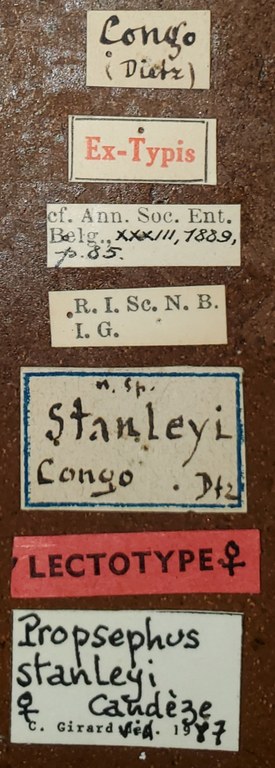 Congo
(Dietz)
Ex-Typis
cf. Ann. Soc. Ent.
Belg., XXXIII, 1889,
p. 85.
R. I. Sc. N. B.
I. G.
n. sp.
Stanleyi
Congo . Dtz
LECTOTYPE ♀
Propsephus
stanleyi
♀ Candèze
C. Girard dét. 1987